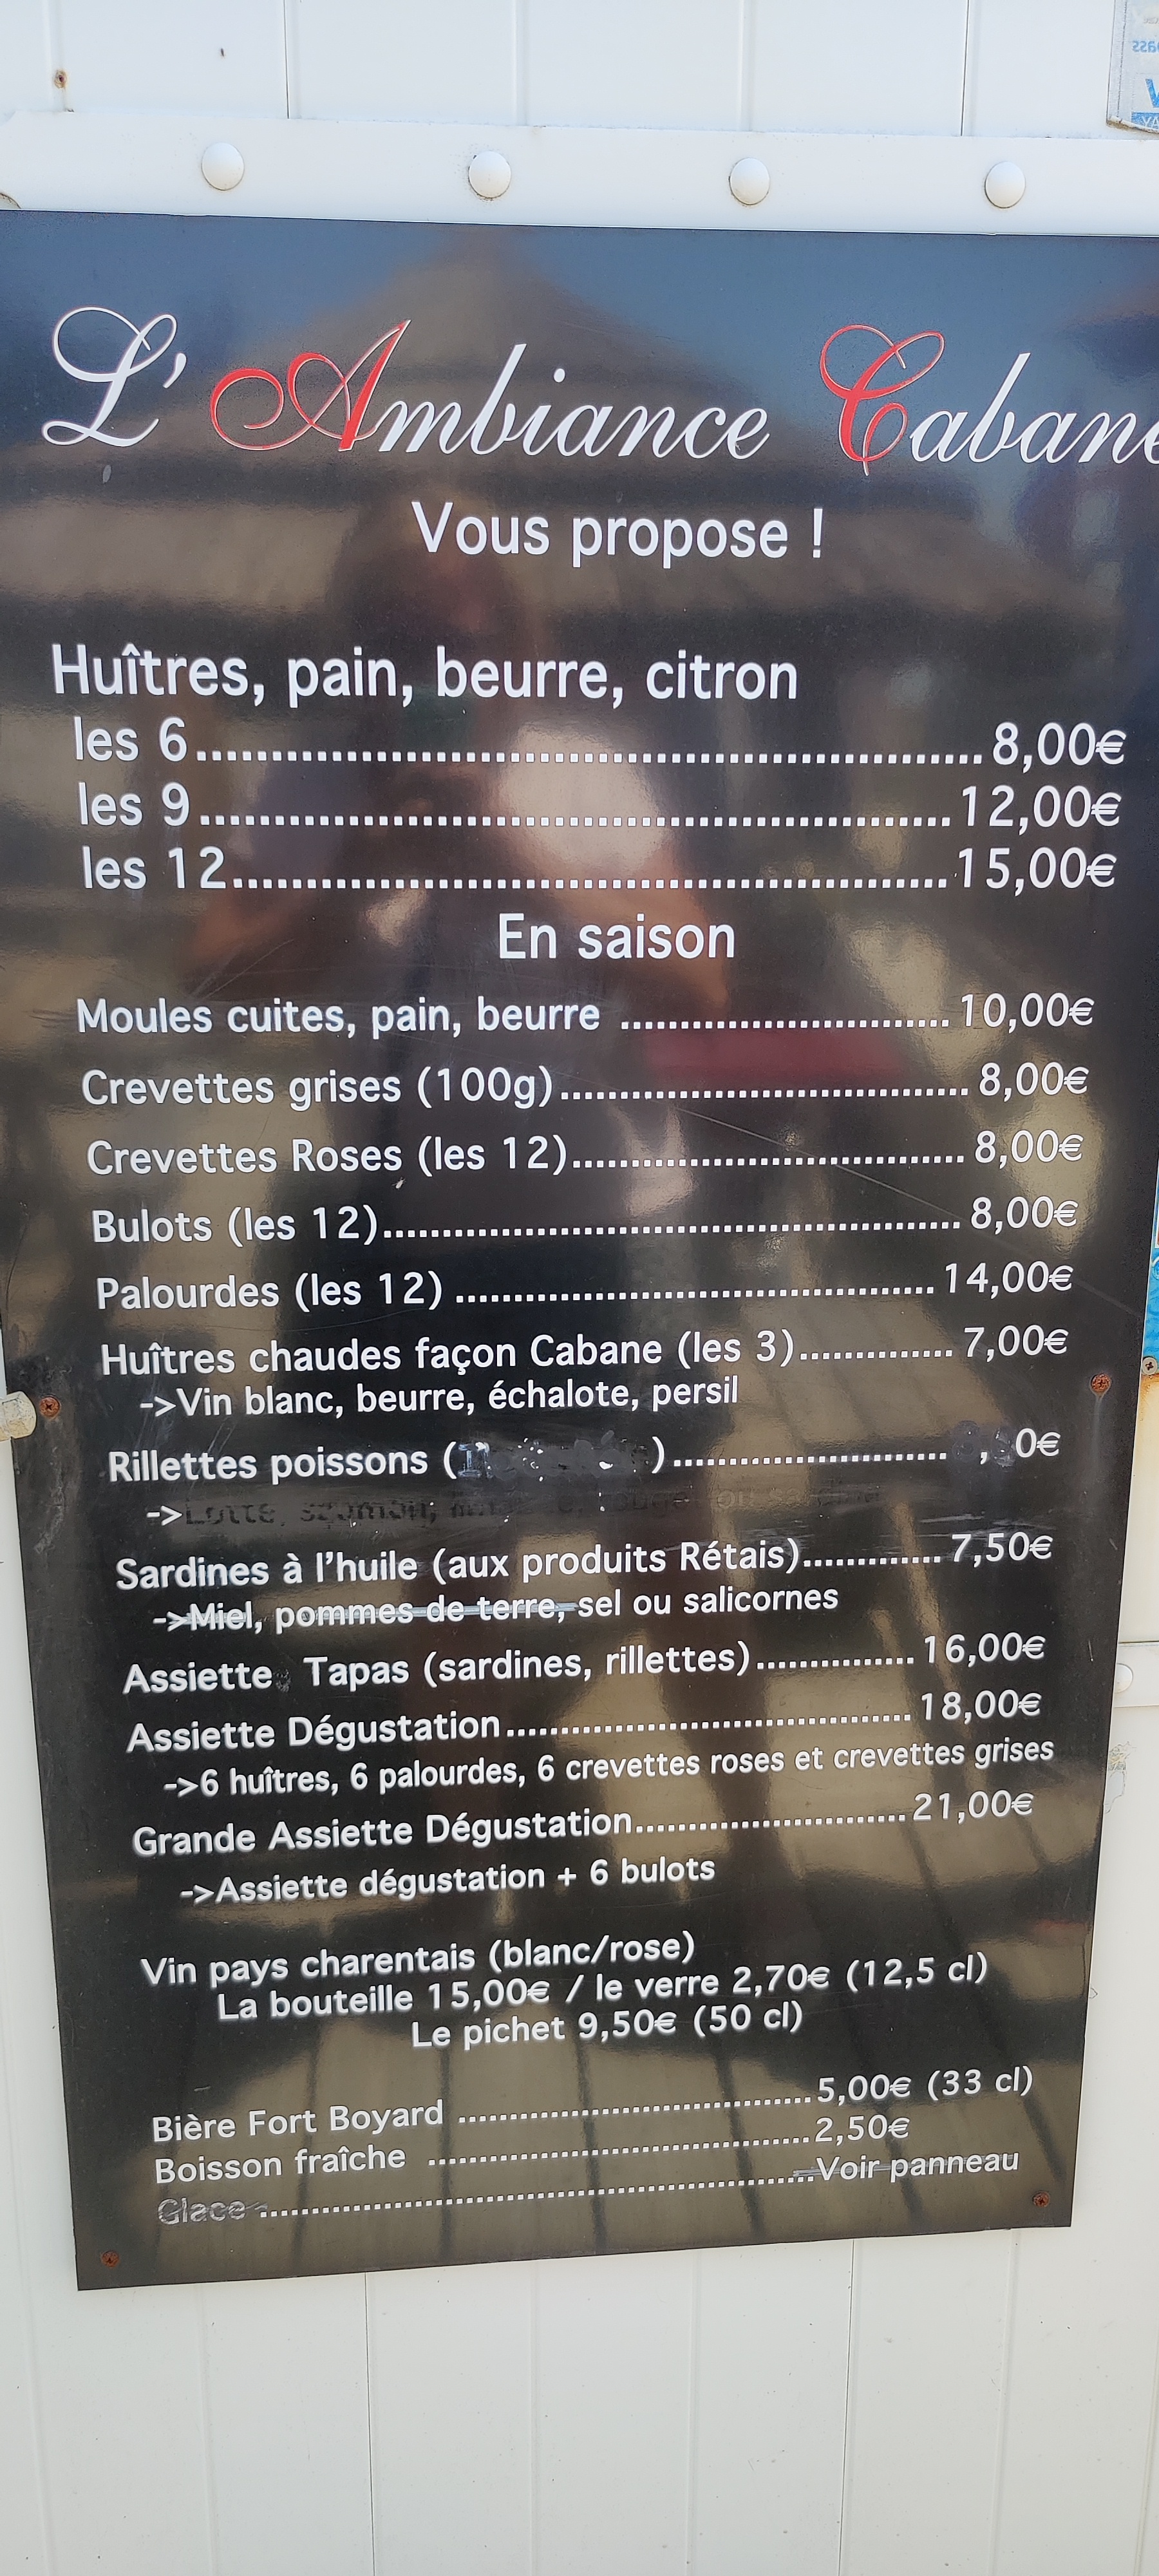 L'Ambiance Cabane
Vous propose !
Huîtres, pain, beurre, citron
les 6.....8,00€
les 9.....12,00€
les 12.....15,00€
En saison
Moules cuites, pain, beurre .....10,00€
Crevettes grises (100g).....8,00€
Crevettes Roses (les 12).....8,00€
Bulots (les 12).....8,00€
Palourdes (les 12) .....14,00€
Huîtres chaudes façon Cabane (les 3).....7,00€
->Vin blanc, beurre, échalote, persil
Rillettes poissons ( ).....
->Lotte,
Sardines à l'huile (aux produits Rétais).....7,50€
->Miel, pommes de terre, sel ou salicornes
Assiette Tapas (sardines, rillettes).....16,00€
Assiette Dégustation.....18,00€
->6 huîtres, 6 palourdes, 6 crevettes roses et crevettes grises
Grande Assiette Dégustation.....21,00€
->Assiette dégustation + 6 bulots
Vin pays charentais (blanc/rose)
La bouteille 15,00€ / le verre 2,70€ (12,5 cl)
Le pichet 9,50€ (50 cl)
Bière Fort Boyard .....5,00€ (33 cl)
Boisson fraîche .....2,50€
Glace.....Voir panneau